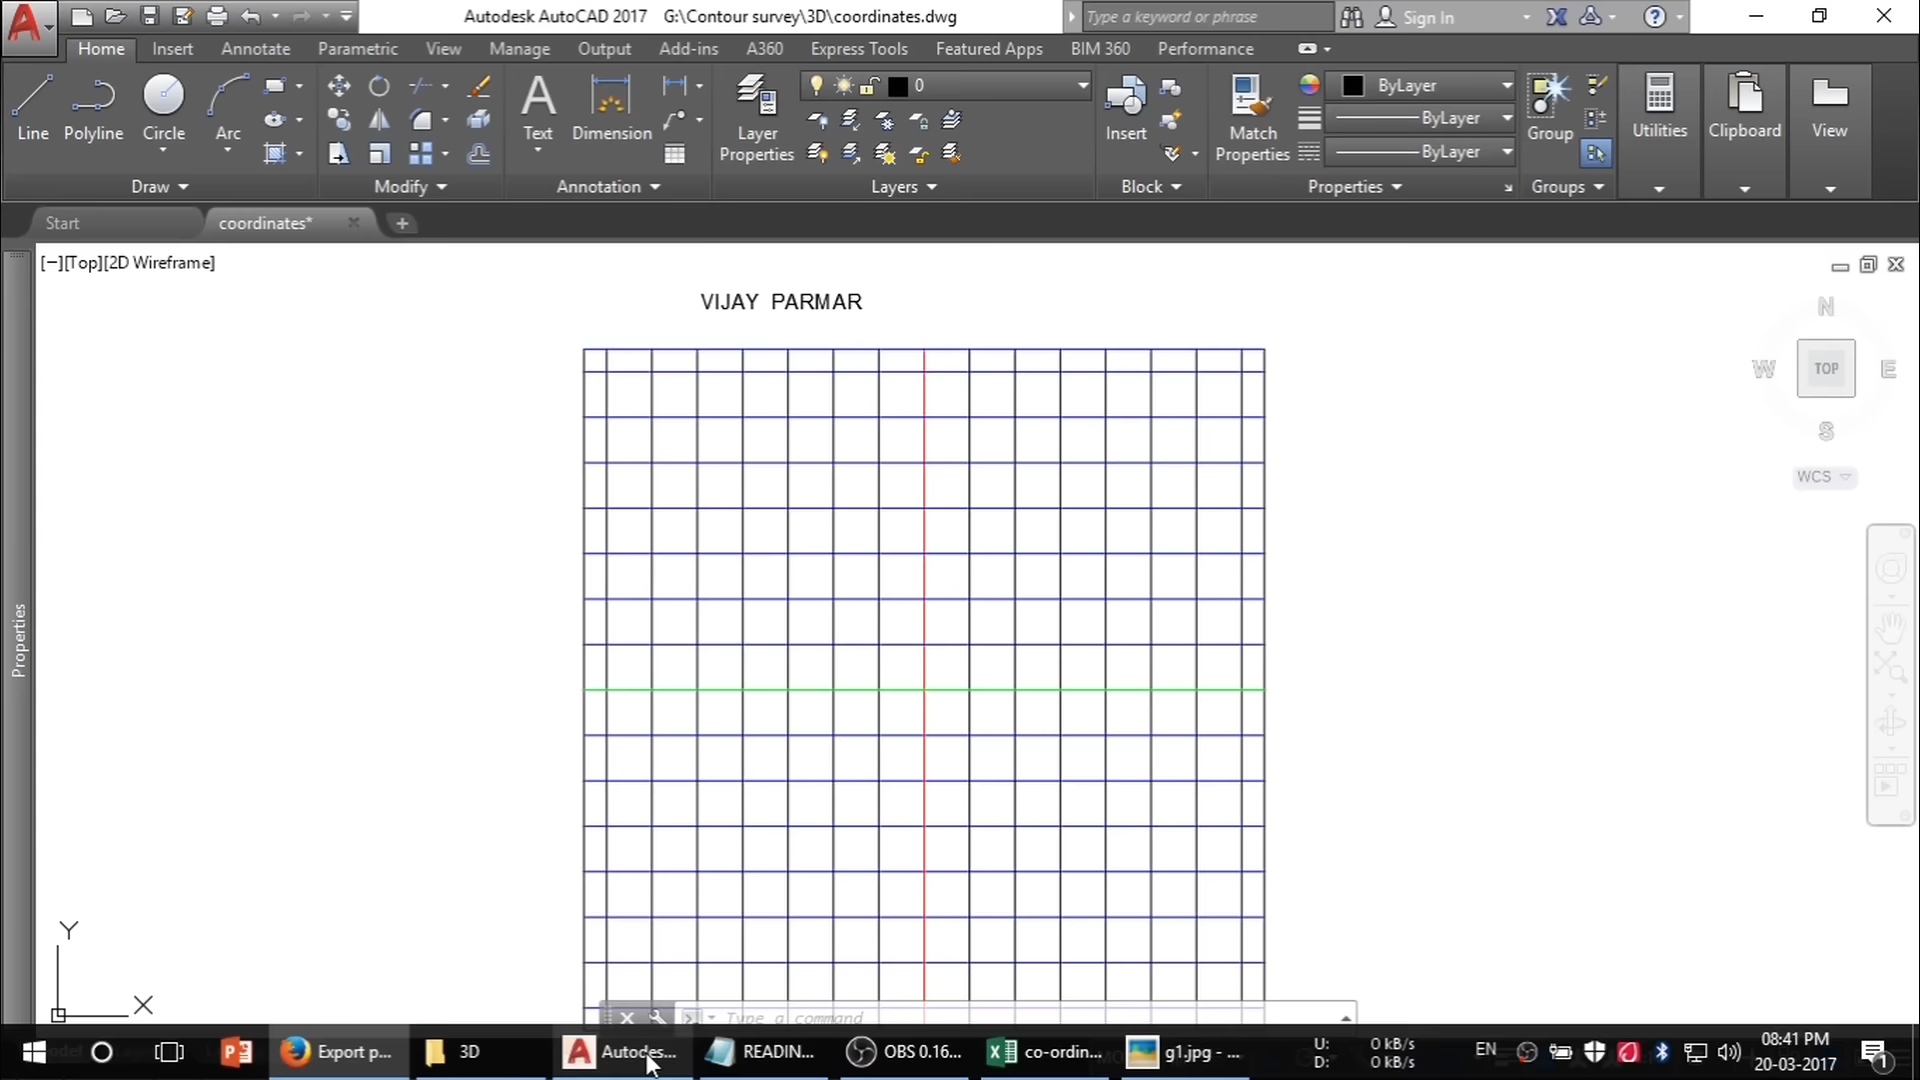 Autodesk AutoCAD 2017 G:\Contour survey\3D\coordinates.dwg
Type a keyword or phrase
Sign In
Home Insert Annotate Parametric View Manage Output Add-ins A360 Express Tools Featured Apps BIM 360 Performance
Line Polyline Circle Arc
Text Dimension
Layer Properties
0
Insert
Match Properties
ByLayer
ByLayer
ByLayer
Group
Utilities
Clipboard
View
Draw Modify Annotation Layers Block Properties Groups
Start coordinates*
[−][Top][2D Wireframe]
VIJAY PARMAR
N
W TOP E
S
WCS
Properties
Y
X
Type a command
Export p...
3D
Autodes...
READIN...
OBS 0.16...
co-ordin...
g1.jpg - ...
U: 0 kB/s
D: 0 kB/s
EN
08:41 PM
20-03-2017
1